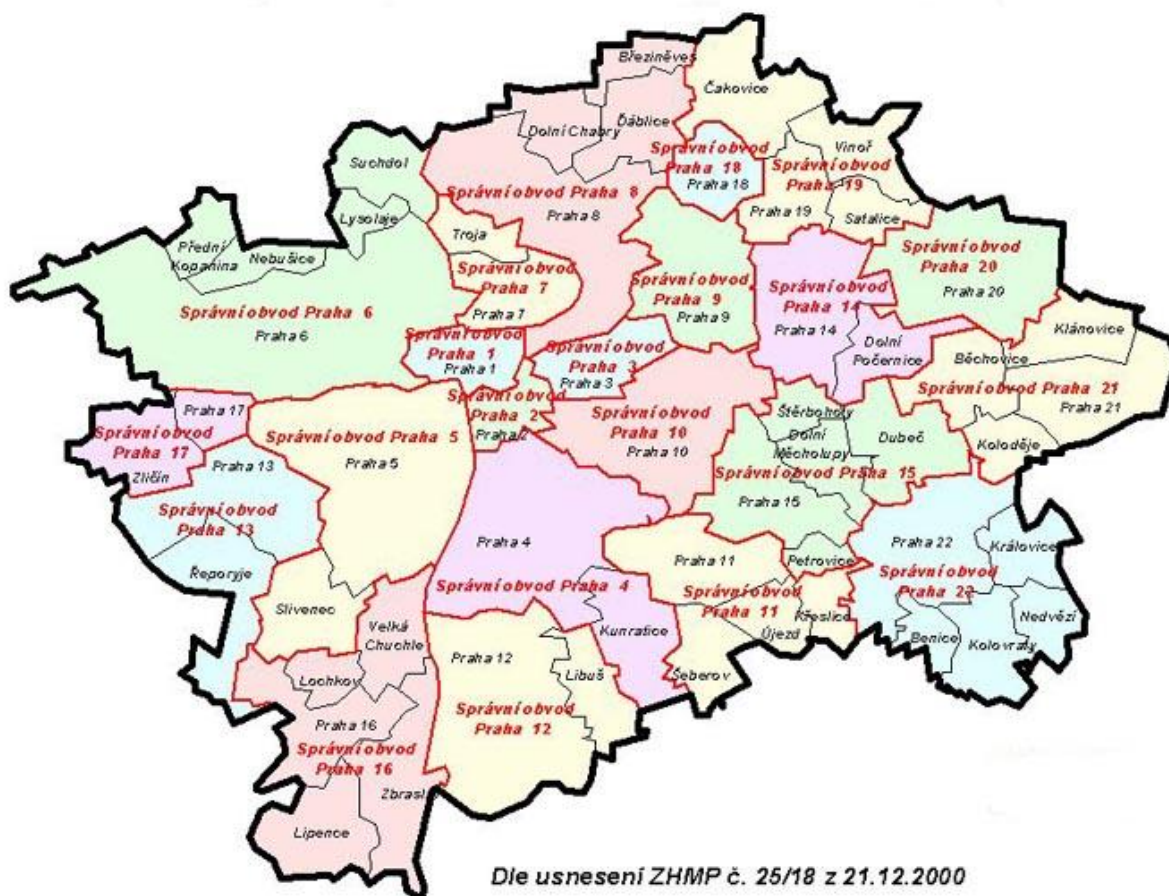 Březiněves
Čakovice
Dolní Chabry
Ďáblice
Vinoř
Suchdol
Správní obvod
Praha 18
Praha 18
Správní obvod
Praha 19
Správní obvod Praha 8
Praha 8
Praha 19
Satalice
Lysolaje
Troja
Přední
Kopanina
Nebušice
Správní obvod
Praha 7
Praha 7
Správní obvod
Praha 9
Praha 9
Správní obvod
Praha 14
Praha 14
Správní obvod
Praha 20
Praha 20
Správní obvod Praha 6
Praha 6
Správní obvod
Praha 1
Praha 1
Správní obvod
Praha 3
Praha 3
Dolní
Počernice
Klánovice
Běchovice
Správní obvod Praha 21
Praha 21
Praha 17
Správní obvod
Praha 17
Zličín
Správní obvod Praha 5
Praha 5
Správní obvod
Praha 2
Praha 2
Správní obvod
Praha 10
Praha 10
Štěrboholy
Dolní
Měcholupy
Dubeč
Koloděje
Správní obvod Praha 15
Praha 15
Praha 13
Správní obvod
Praha 13
Řeporyje
Praha 4
Správní obvod Praha 4
Praha 11
Správní obvod
Praha 11
Petrovice
Praha 22
Královice
Správní obvod
Praha 22
Slivenec
Velká
Chuchle
Kunratice
Újezd
Křeslice
Benice
Nedvězí
Kolovraty
Lochkov
Praha 12
Libuš
Šeberov
Správní obvod
Praha 12
Praha 16
Správní obvod
Praha 16
Zbraslav
Lipence
Dle usnesení ZHMP č. 25/18 z 21.12.2000